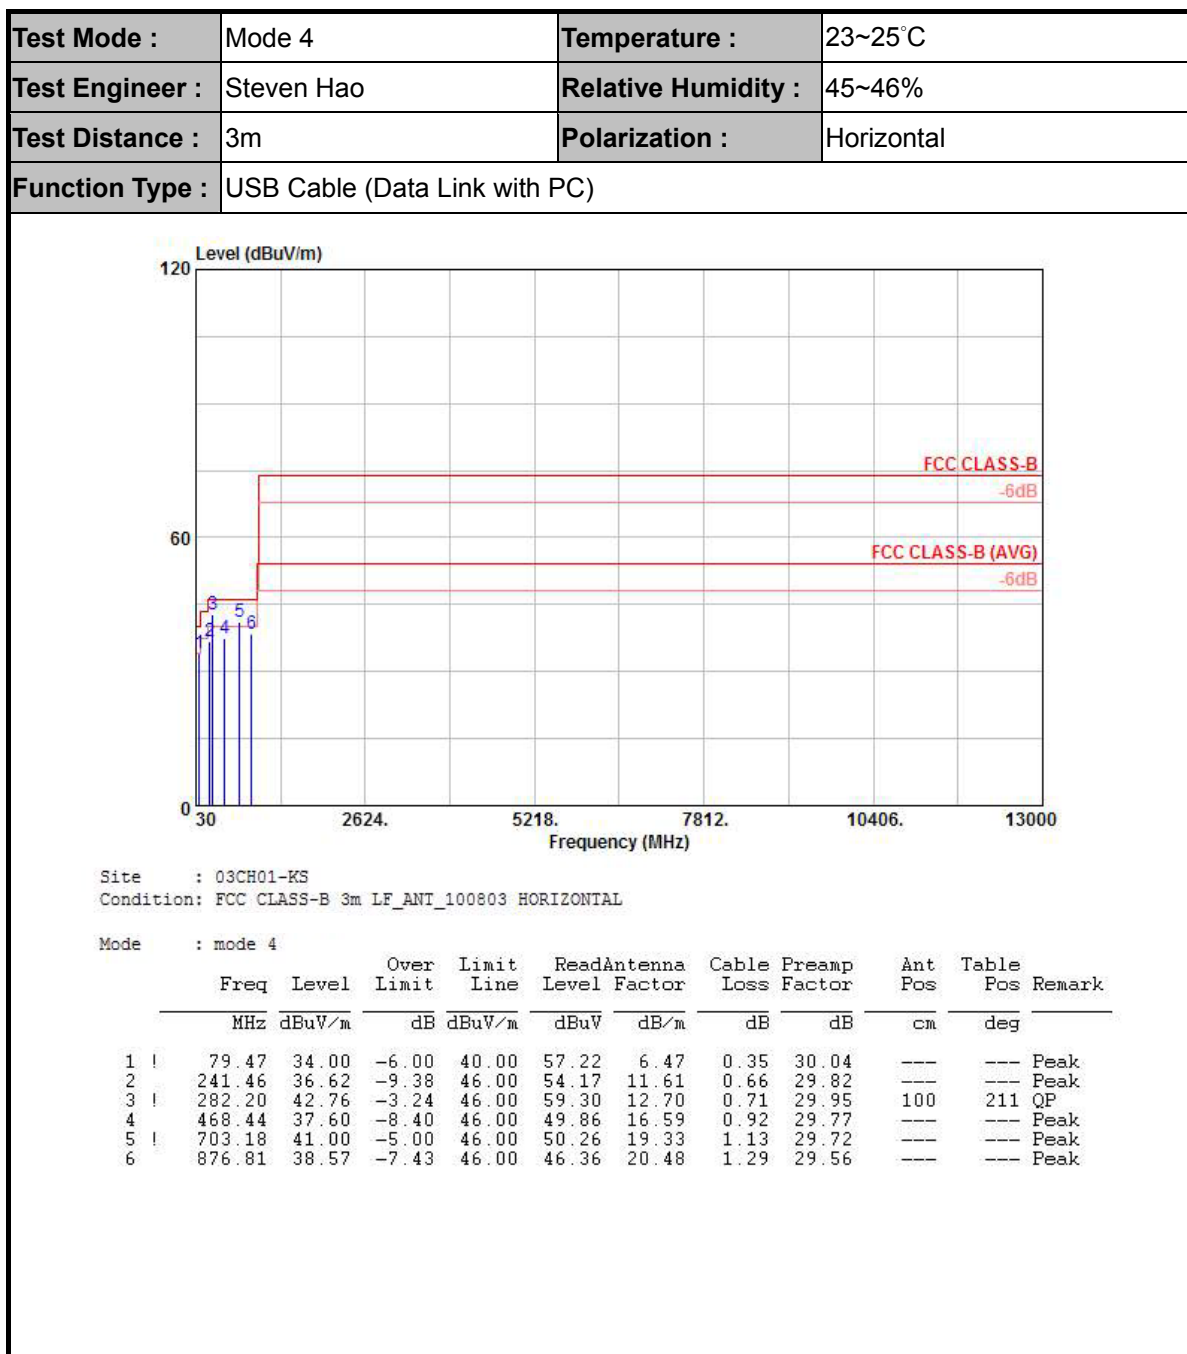 Test Mode : Mode 4 Temperature : 23~25°C
Test Engineer : Steven Hao Relative Humidity : 45~46%
Test Distance : 3m Polarization : Horizontal
Function Type : USB Cable (Data Link with PC)
Level (dBuV/m)
120
FCC CLASS-B
-6dB
60
FCC CLASS-B (AVG)
-6dB
1 2 3 4 5 6
0
30 2624. 5218. 7812. 10406. 13000
Frequency (MHz)
Site : 03CH01-KS
Condition: FCC CLASS-B 3m LF_ANT_100803 HORIZONTAL
Mode : mode 4
Over Limit ReadAntenna Cable Preamp Ant Table
Freq Level Limit Line Level Factor Loss Factor Pos Pos Remark
MHz dBuV/m dB dBuV/m dBuV dB/m dB dB cm deg
1 ! 79.47 34.00 -6.00 40.00 57.22 6.47 0.35 30.04 --- --- Peak
2 241.46 36.62 -9.38 46.00 54.17 11.61 0.66 29.82 --- --- Peak
3 ! 282.20 42.76 -3.24 46.00 59.30 12.70 0.71 29.95 100 211 QP
4 468.44 37.60 -8.40 46.00 49.86 16.59 0.92 29.77 --- --- Peak
5 ! 703.18 41.00 -5.00 46.00 50.26 19.33 1.13 29.72 --- --- Peak
6 876.81 38.57 -7.43 46.00 46.36 20.48 1.29 29.56 --- --- Peak